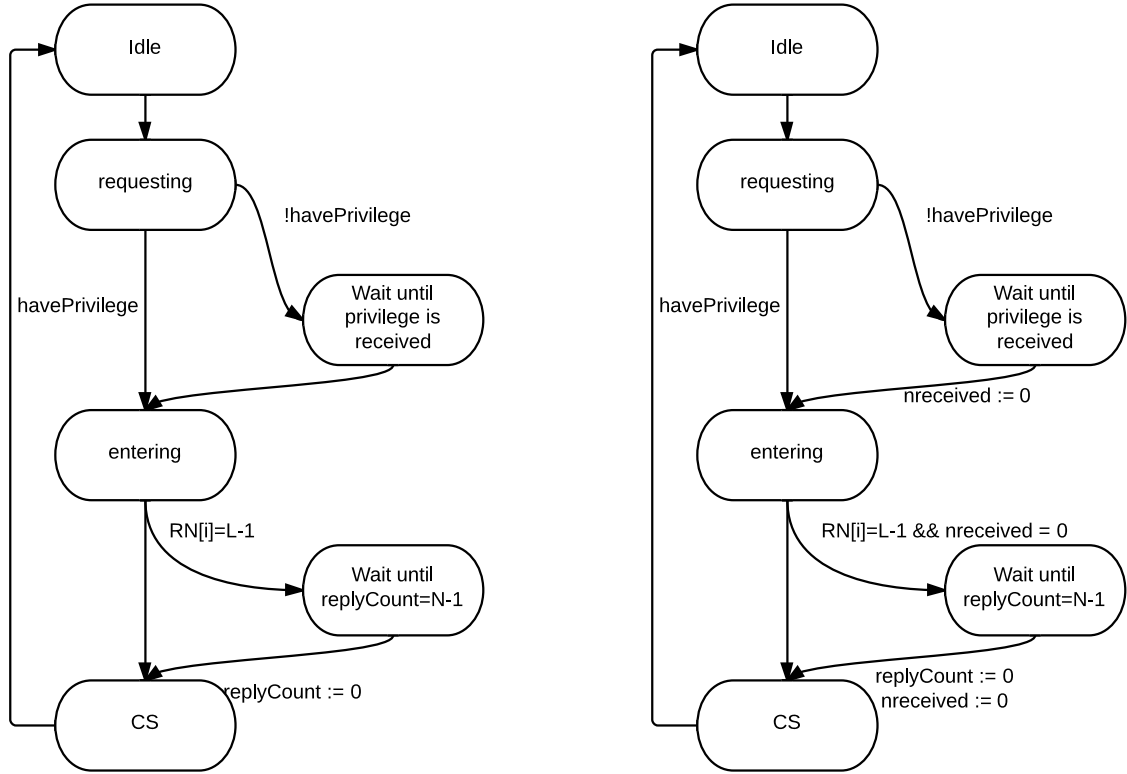 Idle
requesting
!havePrivilege
havePrivilege
Wait until
privilege is
received
entering
RN[i]=L-1
Wait until
replyCount=N-1
replyCount := 0
CS
Idle
requesting
!havePrivilege
havePrivilege
Wait until
privilege is
received
nreceived := 0
entering
RN[i]=L-1 && nreceived = 0
Wait until
replyCount=N-1
replyCount := 0
nreceived := 0
CS